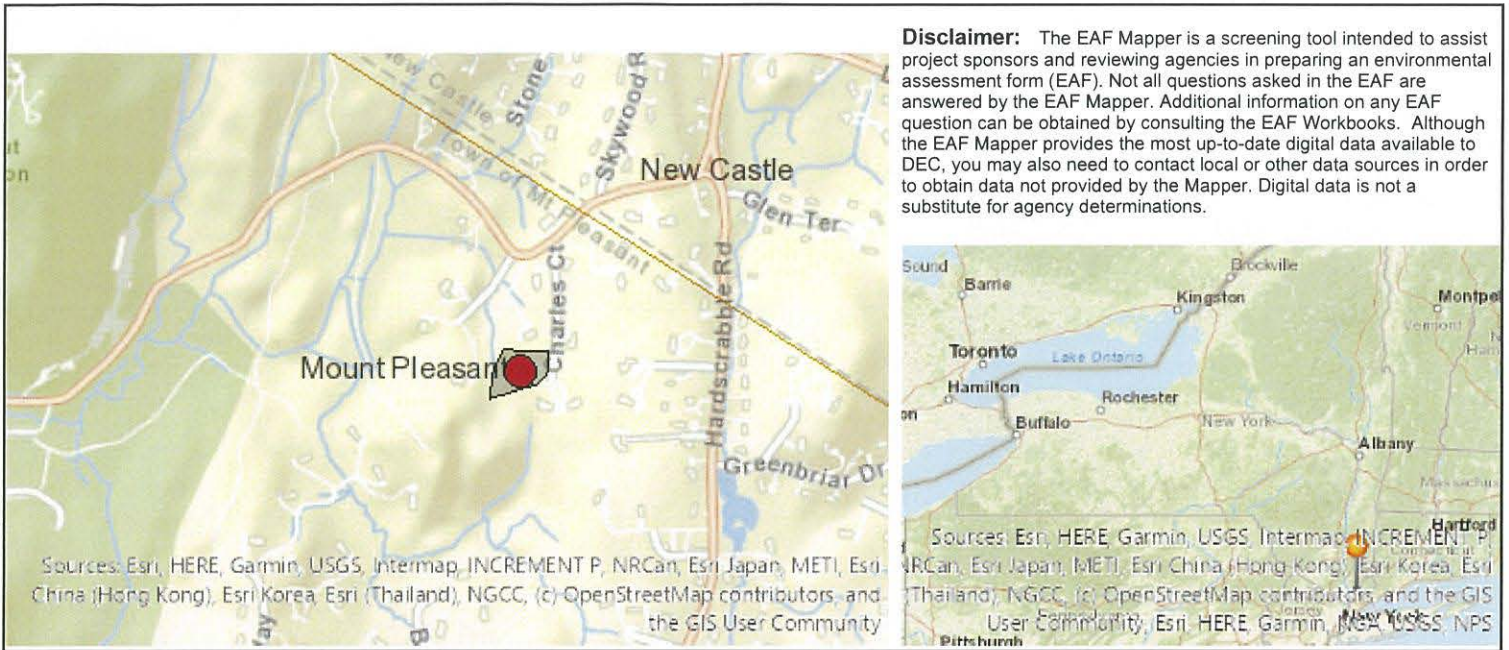 Disclaimer: The EAF Mapper is a screening tool intended to assist
project sponsors and reviewing agencies in preparing an environmental
assessment form (EAF). Not all questions asked in the EAF are
answered by the EAF Mapper. Additional information on any EAF
question can be obtained by consulting the EAF Workbooks. Although
the EAF Mapper provides the most up-to-date digital data available to
DEC, you may also need to contact local or other data sources in order
to obtain data not provided by the Mapper. Digital data is not a
substitute for agency determinations.
New Castle
Town of Mt Pleasant
Stone
Skywood R
New Castle
Glen Ter
Charles Ct
Hardscrabble Rd
Mount Pleasant
Greenbriar Dr
Sources: Esri, HERE, Garmin, USGS, Intermap, INCREMENT P, NRCan, Esri Japan, METI, Esri
China (Hong Kong), Esri Korea, Esri (Thailand), NGCC, (c) OpenStreetMap contributors, and
the GIS User Community
Sound
Barrie
Brockville
Kingston
Montpe
Vermont
Toronto
Lake Ontario
Hamilton
Rochester
Buffalo
New York
Albany
Massachus
Hartford
Connecticut
Sources: Esri, HERE, Garmin, USGS, Intermap, INCREMENT P,
NRCan, Esri Japan, METI, Esri China (Hong Kong), Esri Korea, Esri
(Thailand), NGCC, (c) OpenStreetMap contributors, and the GIS
User Community, Esri, HERE, Garmin, NGA, USGS, NPS
Pennsylvania
New York
Pittsburgh